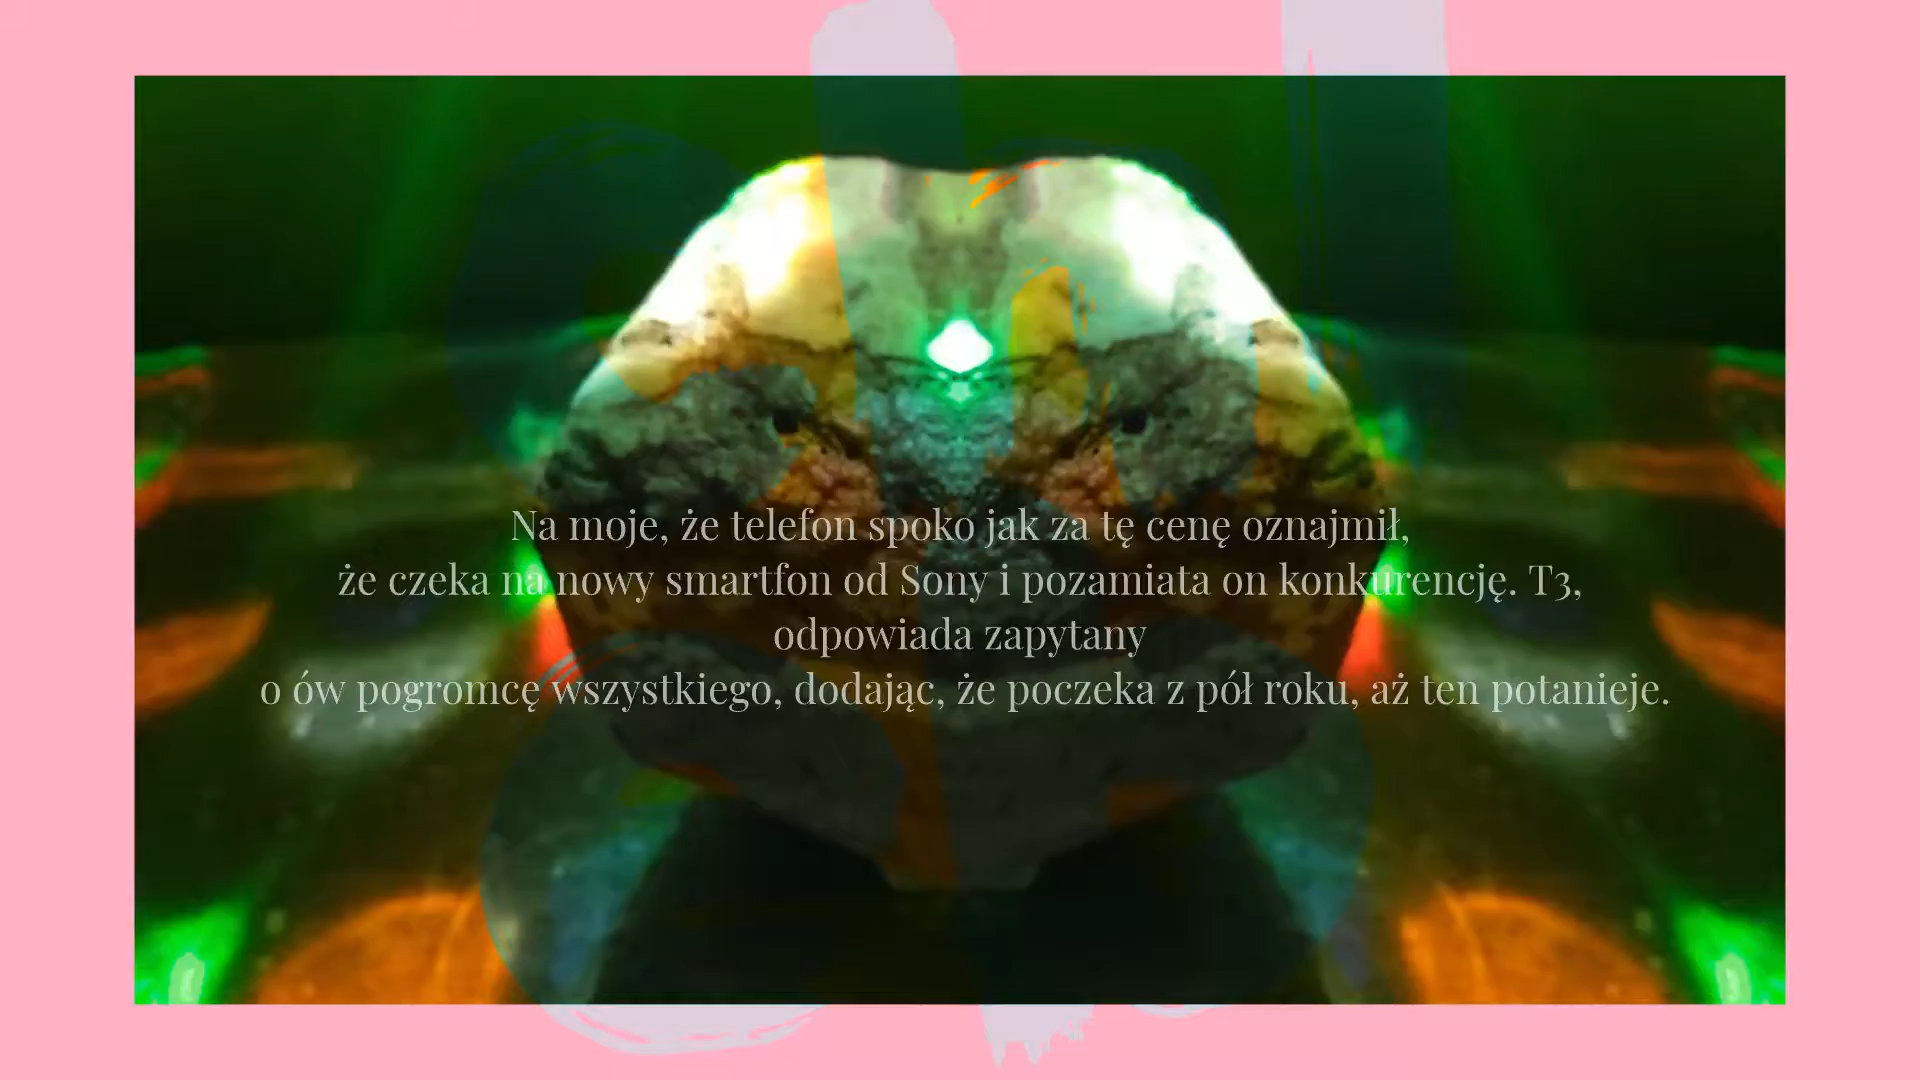 Na moje, że telefon spoko jak za tę cenę oznajmił,
że czeka na nowy smartfon od Sony i pozamiata on konkurencję. T3,
odpowiada zapytany
o ów pogromcę wszystkiego, dodając, że poczeka z pół roku, aż ten potanieje.